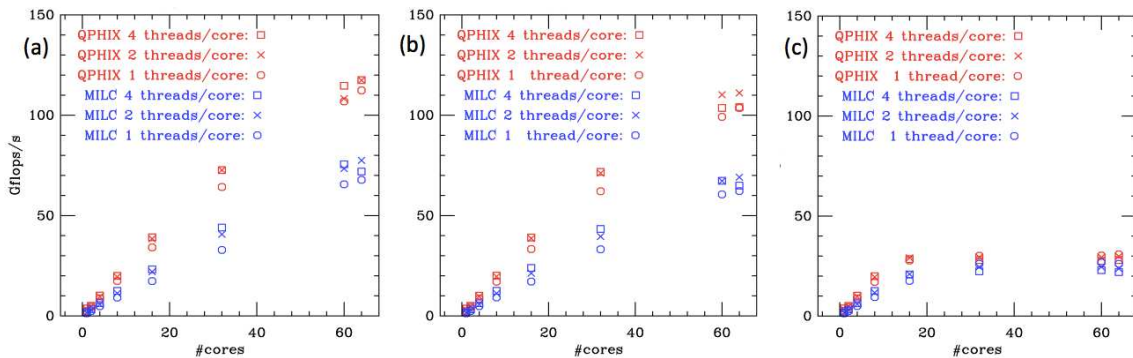 (a)
150
100
50
0
Gflops/s
QPHIX 4 threads/core:
QPHIX 2 threads/core:
QPHIX 1 threads/core:
MILC 4 threads/core:
MILC 2 threads/core:
MILC 1 thread/core:
0 20 40 60
#cores
(b)
150
100
50
0
QPHIX 4 threads/core:
QPHIX 2 threads/core:
QPHIX 1 thread/core:
MILC 4 threads/core:
MILC 2 threads/core:
MILC 1 thread/core:
0 20 40 60
#cores
(c)
150
100
50
0
QPHIX 4 threads/core:
QPHIX 2 threads/core:
QPHIX 1 thread/core:
MILC 4 threads/core:
MILC 2 threads/core:
MILC 1 thread/core:
0 20 40 60
#cores